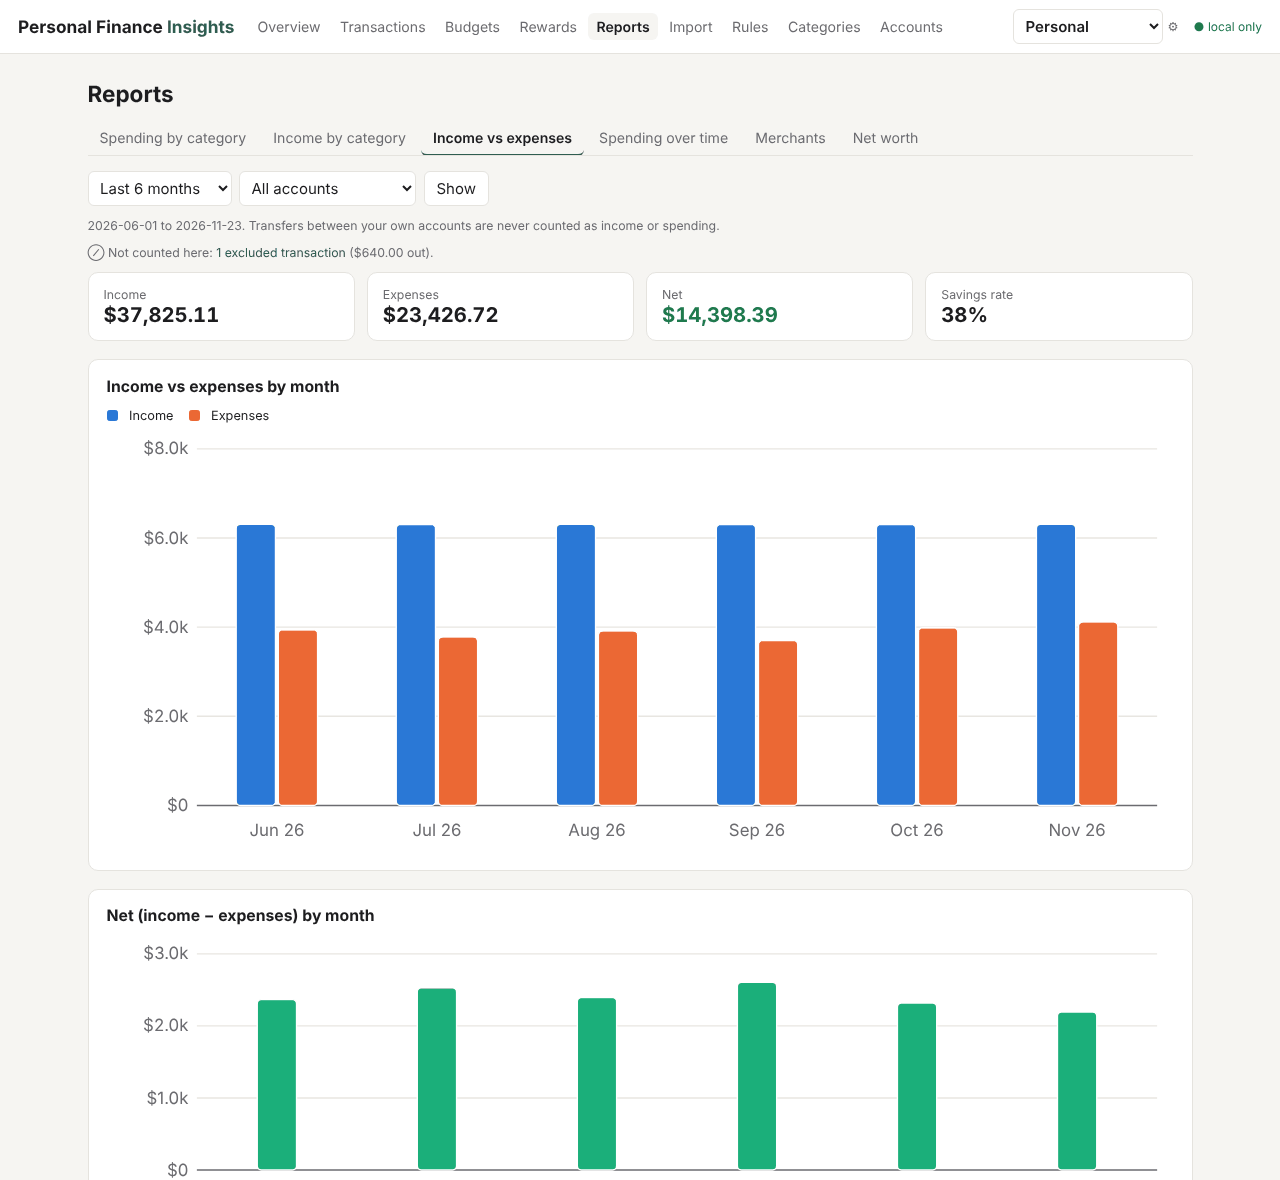 Personal Finance Insights Overview Transactions Budgets Rewards Reports Import Rules Categories Accounts Personal ⚙ local only
Reports
Spending by category Income by category Income vs expenses Spending over time Merchants Net worth
Last 6 months All accounts Show
2026-06-01 to 2026-11-23. Transfers between your own accounts are never counted as income or spending.
Not counted here: 1 excluded transaction ($640.00 out).
Income Expenses Net Savings rate
$37,825.11 $23,426.72 $14,398.39 38%
Income vs expenses by month
Income Expenses
$8.0k
$6.0k
$4.0k
$2.0k
$0
Jun 26 Jul 26 Aug 26 Sep 26 Oct 26 Nov 26
Net (income − expenses) by month
$3.0k
$2.0k
$1.0k
$0